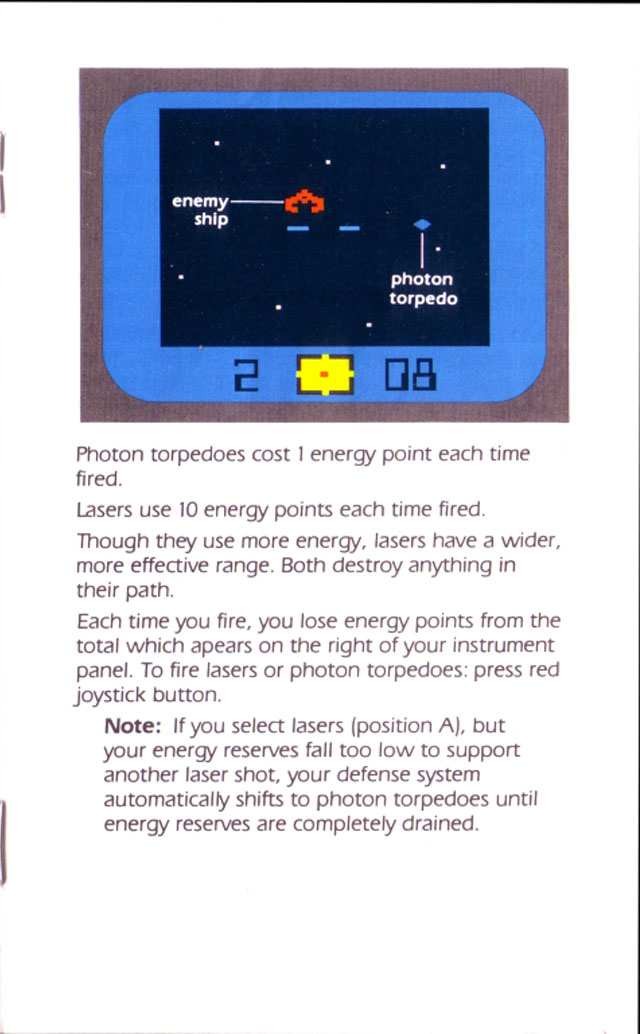 enemy
ship
photon
torpedo
2 08
Photon torpedoes cost 1 energy point each time
fired.
Lasers use 10 energy points each time fired.
Though they use more energy, lasers have a wider,
more effective range. Both destroy anything in
their path.
Each time you fire, you lose energy points from the
total which apears on the right of your instrument
panel. To fire lasers or photon torpedoes: press red
joystick button.
Note: If you select lasers (position A), but
your energy reserves fall too low to support
another laser shot, your defense system
automatically shifts to photon torpedoes until
energy reserves are completely drained.